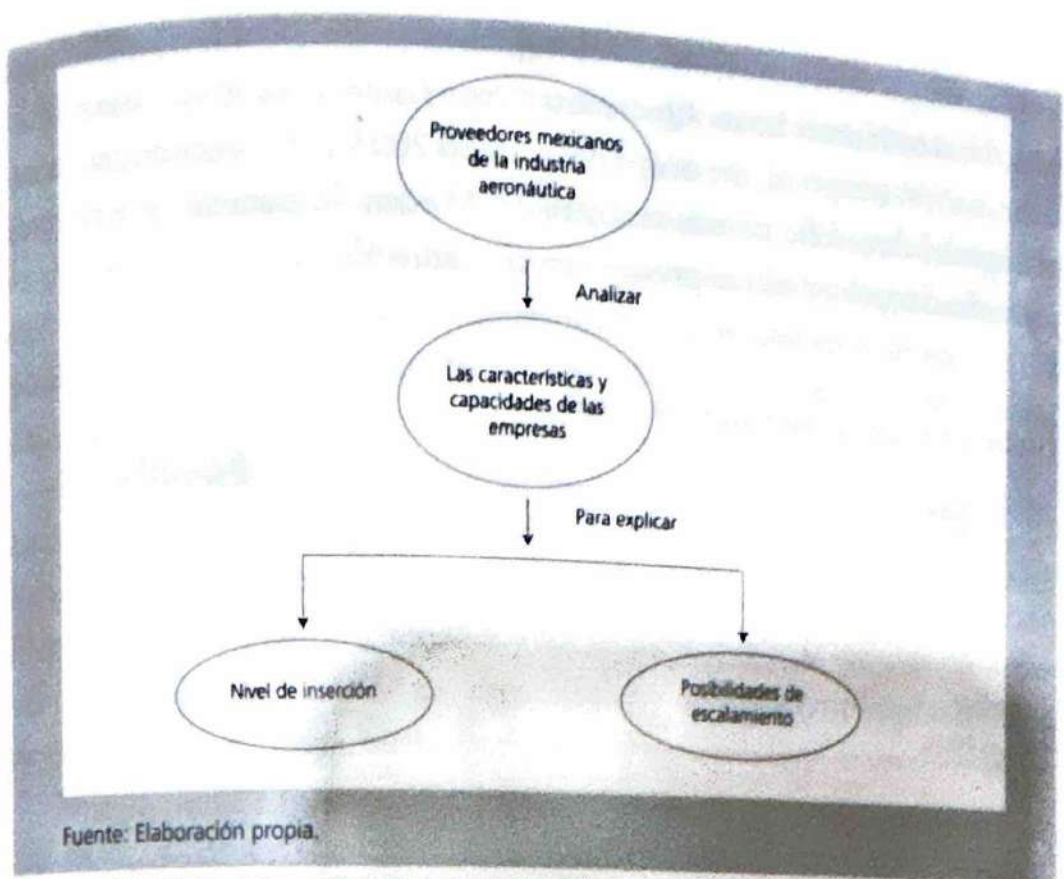 Proveedores mexicanos
de la industria
aeronáutica
Analizar
Las características y
capacidades de las
empresas
Para explicar
Nivel de inserción
Posibilidades de
escalamiento
Fuente: Elaboración propia.